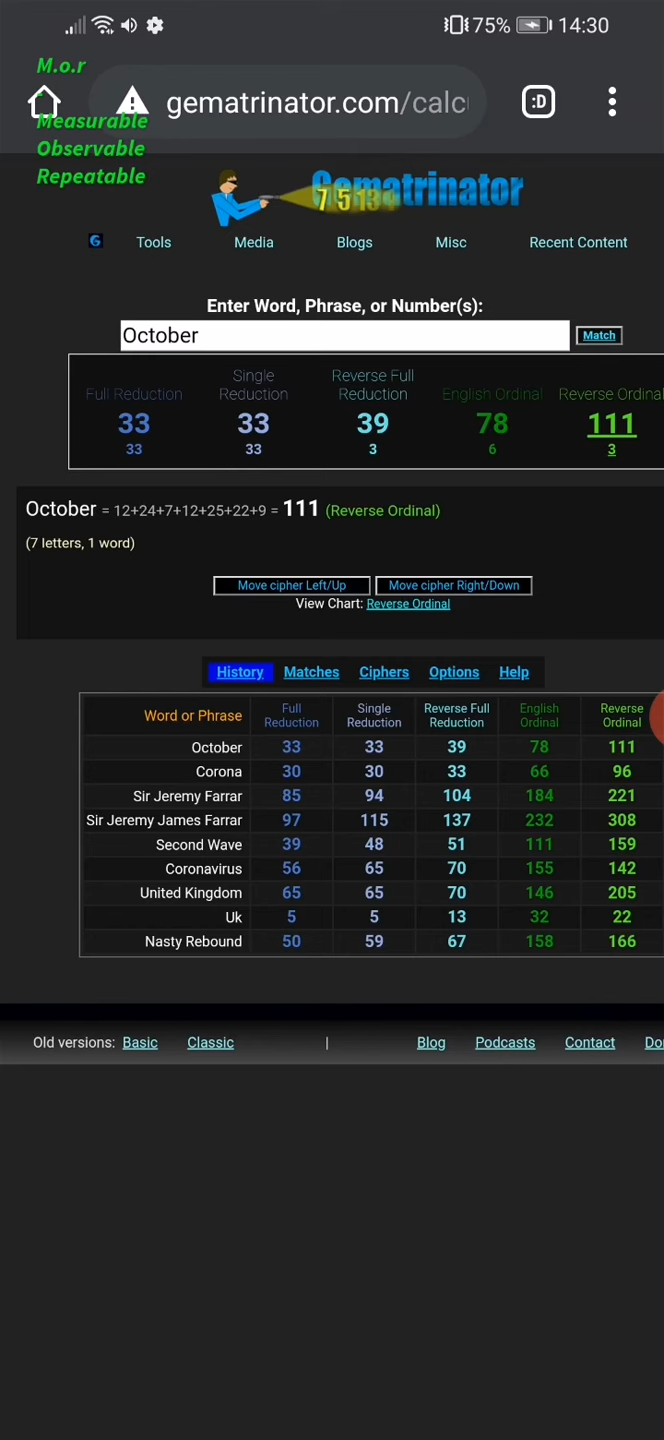 75% 14:30
M.o.r
gematrinator.com/calc
:D
Measurable
Observable
Repeatable
Gematrinator
7 5 13
G Tools Media Blogs Misc Recent Content
Enter Word, Phrase, or Number(s):
October Match
Full Reduction Single Reduction Reverse Full Reduction English Ordinal Reverse Ordinal
33 33 39 78 111
33 33 3 6 3
October = 12+24+7+12+25+22+9 = 111 (Reverse Ordinal)
(7 letters, 1 word)
Move cipher Left/Up Move cipher Right/Down
View Chart: Reverse Ordinal
History Matches Ciphers Options Help
Word or Phrase Full Reduction Single Reduction Reverse Full Reduction English Ordinal Reverse Ordinal
October 33 33 39 78 111
Corona 30 30 33 66 96
Sir Jeremy Farrar 85 94 104 184 221
Sir Jeremy James Farrar 97 115 137 232 308
Second Wave 39 48 51 111 159
Coronavirus 56 65 70 155 142
United Kingdom 65 65 70 146 205
Uk 5 5 13 32 22
Nasty Rebound 50 59 67 158 166
Old versions: Basic Classic | Blog Podcasts Contact Do